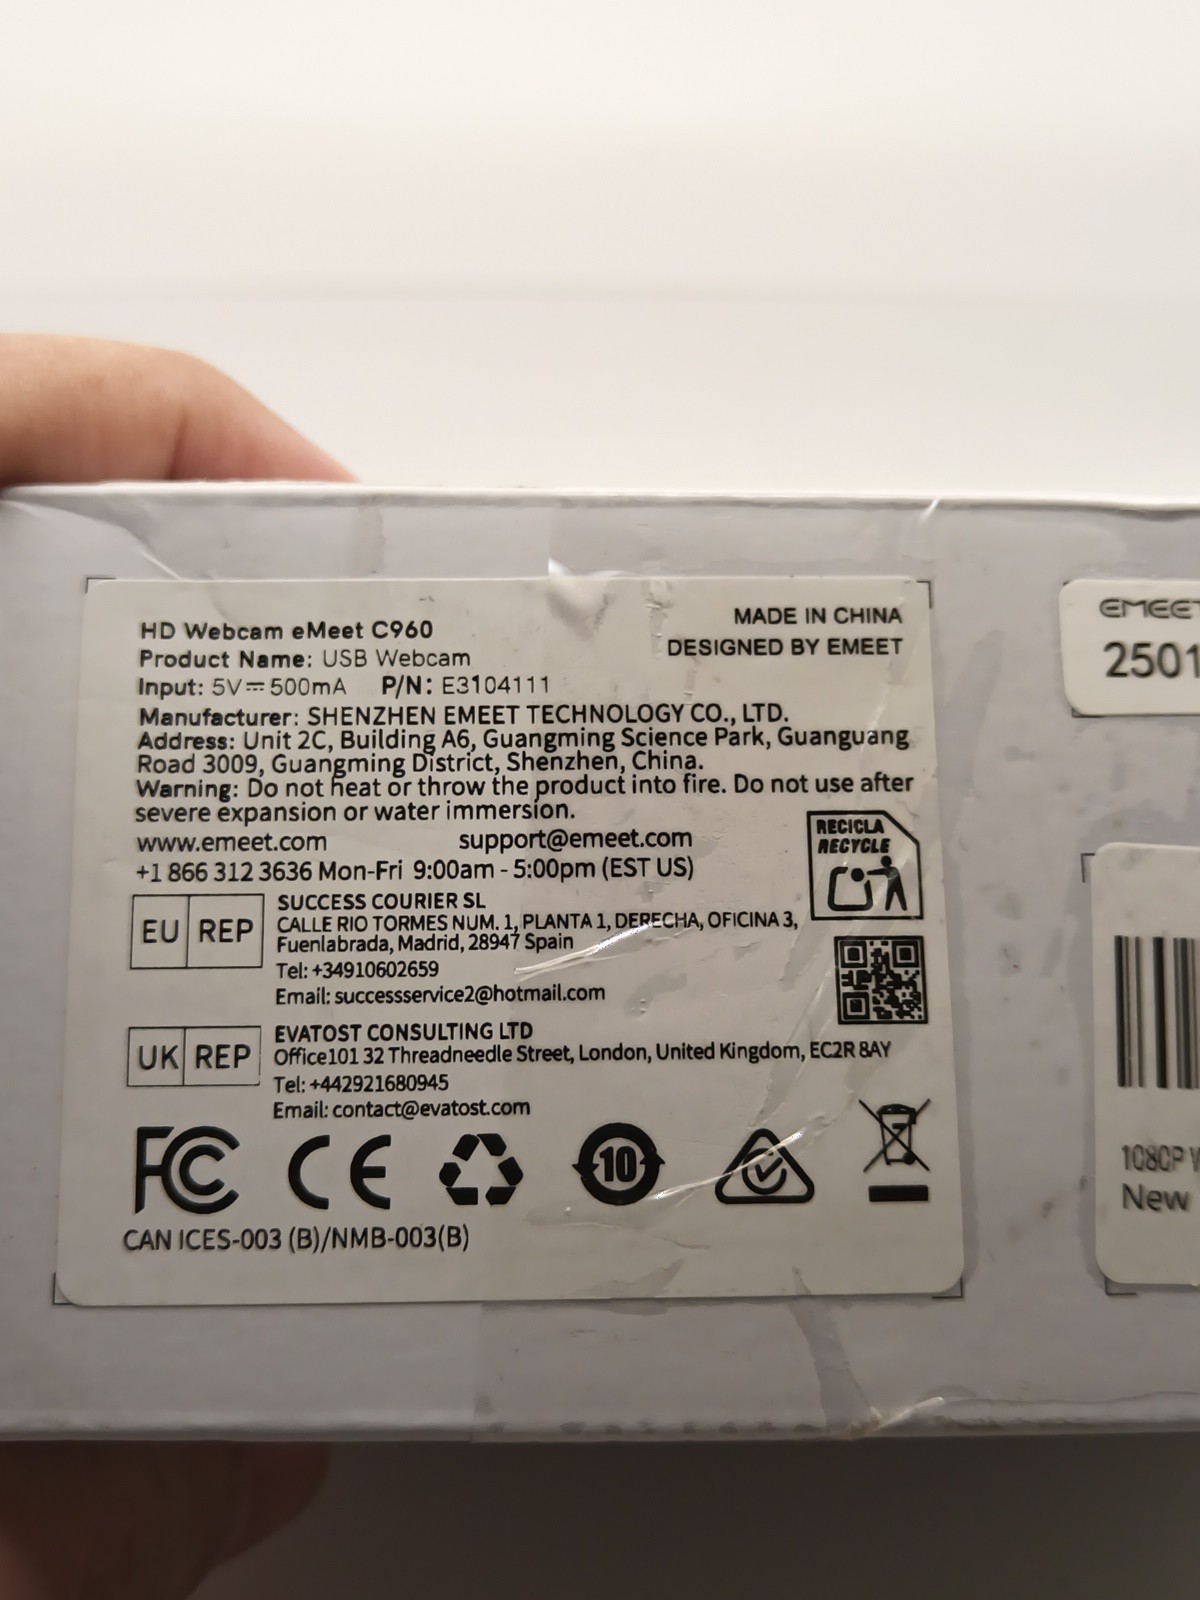 HD Webcam eMeet C960
MADE IN CHINA
DESIGNED BY EMEET
Product Name: USB Webcam
Input: 5V⎓500mA P/N: E3104111
Manufacturer: SHENZHEN EMEET TECHNOLOGY CO., LTD.
Address: Unit 2C, Building A6, Guangming Science Park, Guanguang
Road 3009, Guangming District, Shenzhen, China.
Warning: Do not heat or throw the product into fire. Do not use after
severe expansion or water immersion.
www.emeet.com support@emeet.com
+1 866 312 3636 Mon-Fri 9:00am - 5:00pm (EST US)
RECICLA
RECYCLE
EU REP
SUCCESS COURIER SL
CALLE RIO TORMES NUM. 1, PLANTA 1, DERECHA, OFICINA 3,
Fuenlabrada, Madrid, 28947 Spain
Tel: +34910602659
Email: successservice2@hotmail.com
UK REP
EVATOST CONSULTING LTD
Office101 32 Threadneedle Street, London, United Kingdom, EC2R 8AY
Tel: +442921680945
Email: contact@evatost.com
FC CE 10
CAN ICES-003 (B)/NMB-003(B)
EMEET
2501
1080P
New